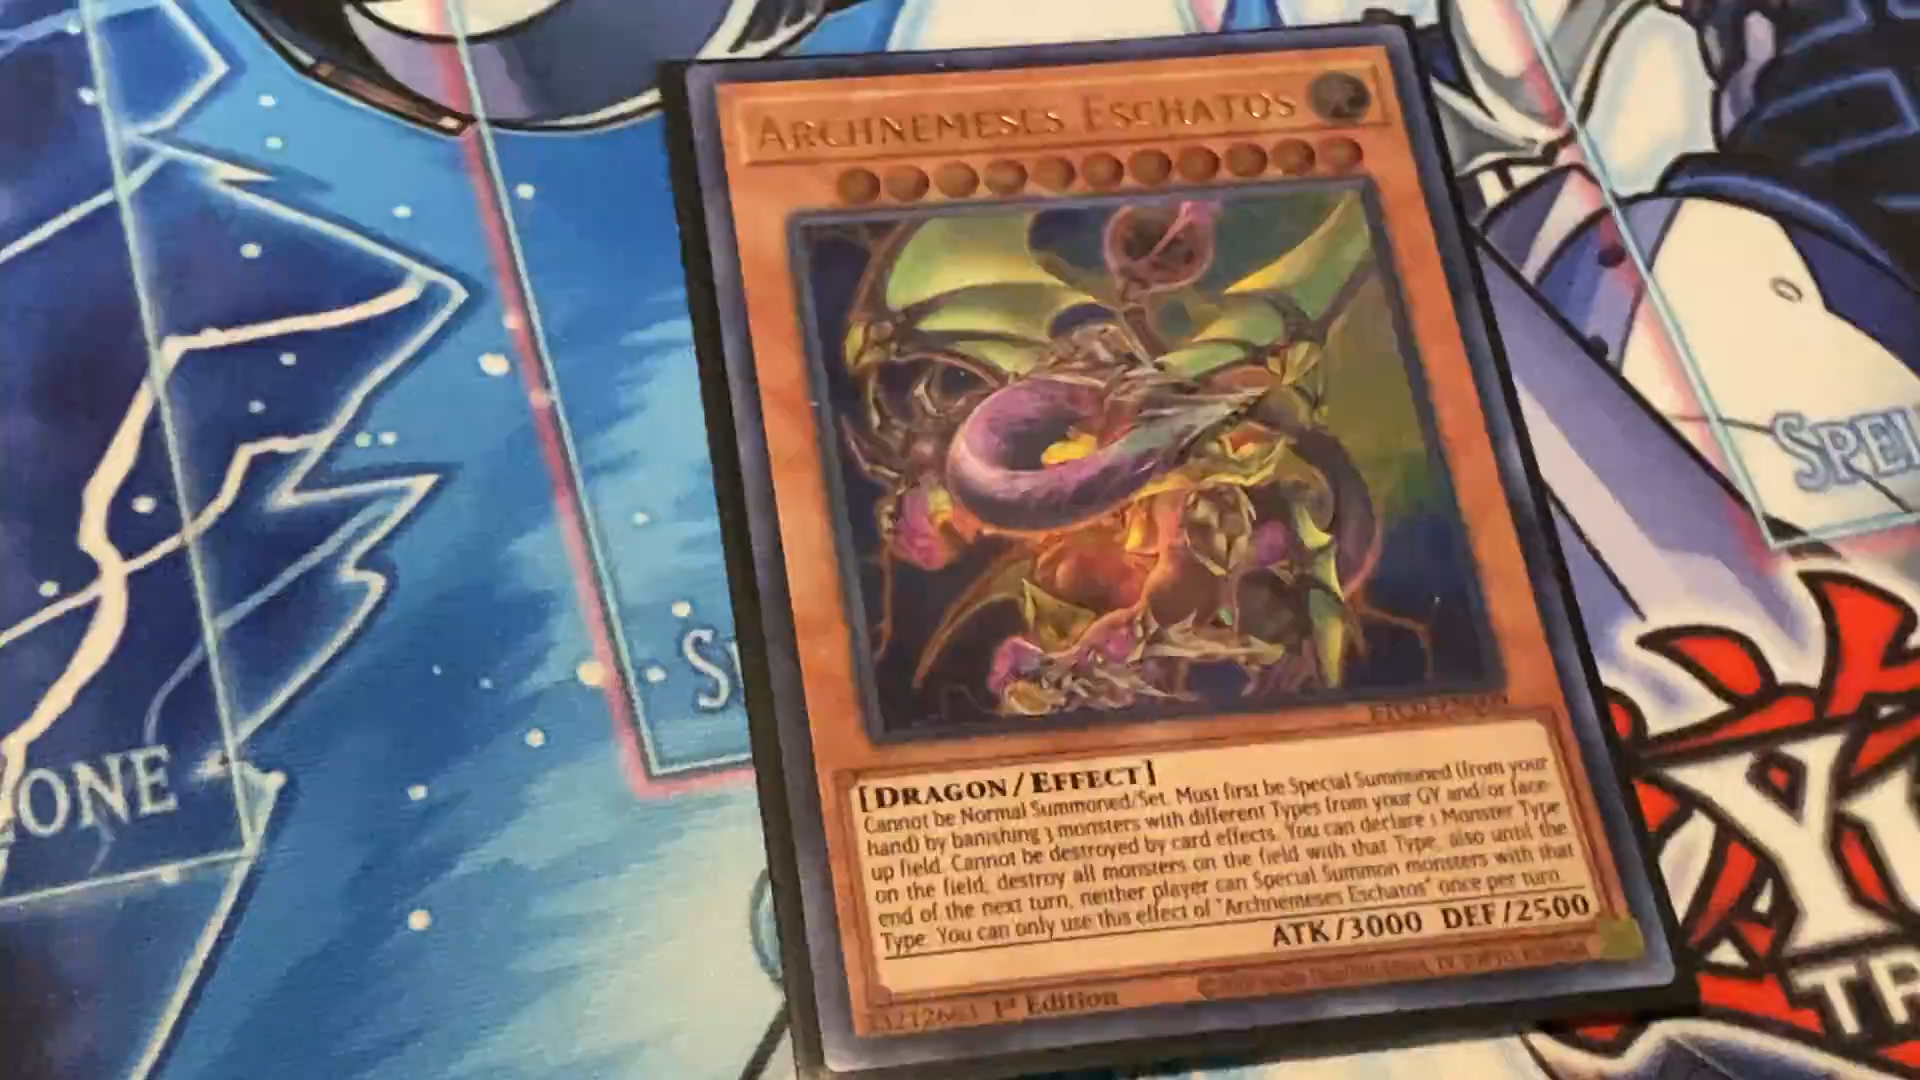 ARCHNEMESES ESCHATOS
[DRAGON/EFFECT]
Cannot be Normal Summoned/Set. Must first be Special Summoned (from your
hand) by banishing 3 monsters with different Types from your GY and/or face-
up field. Cannot be destroyed by card effects. You can declare 1 Monster Type
on the field; destroy all monsters on the field with that Type, also until the
end of the next turn, neither player can Special Summon monsters with that
Type. You can only use this effect of "Archnemeses Eschatos" once per turn.
ATK/3000 DEF/2500
1st Edition
ONE
SPEL
TR